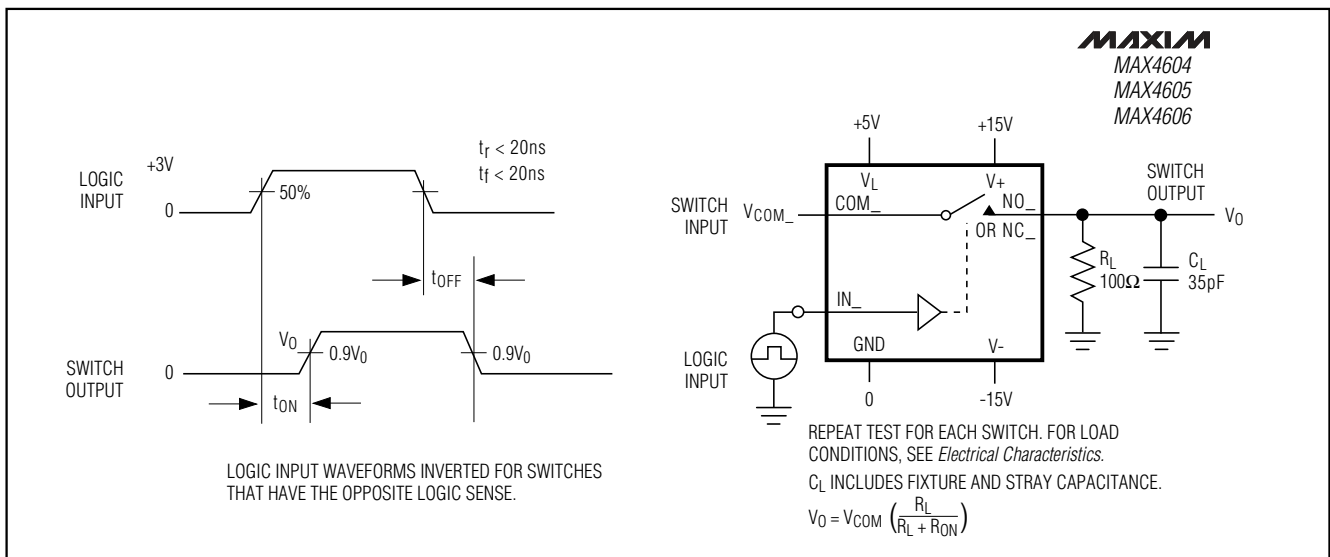 MAXIM
MAX4604
MAX4605
MAX4606
LOGIC
INPUT
+3V
0
50%
tr < 20ns
tf < 20ns
tOFF
SWITCH
OUTPUT
VO
0
0.9V0
0.9V0
tON
LOGIC INPUT WAVEFORMS INVERTED FOR SWITCHES
THAT HAVE THE OPPOSITE LOGIC SENSE.
+5V
+15V
VL
V+
SWITCH
INPUT
VCOM_
COM_
NO_
OR NC_
SWITCH
OUTPUT
VO
RL
100Ω
CL
35pF
IN_
LOGIC
INPUT
GND
V-
0
-15V
REPEAT TEST FOR EACH SWITCH. FOR LOAD
CONDITIONS, SEE Electrical Characteristics.
CL INCLUDES FIXTURE AND STRAY CAPACITANCE.
VO = VCOM (RL / RL + RON)